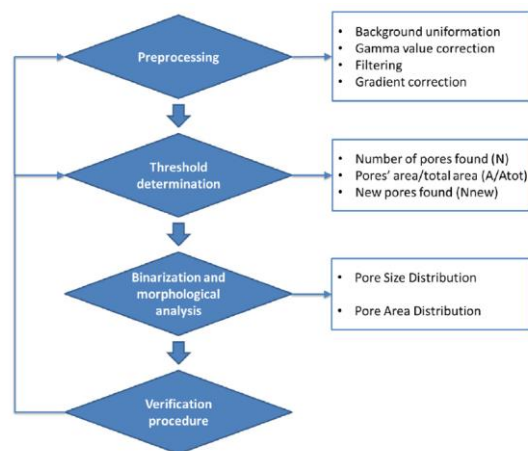 Preprocessing
• Background uniformation
• Gamma value correction
• Filtering
• Gradient correction
Threshold
determination
• Number of pores found (N)
• Pores’ area/total area (A/Atot)
• New pores found (Nnew)
Binarization and
morphological
analysis
• Pore Size Distribution
• Pore Area Distribution
Verification
procedure